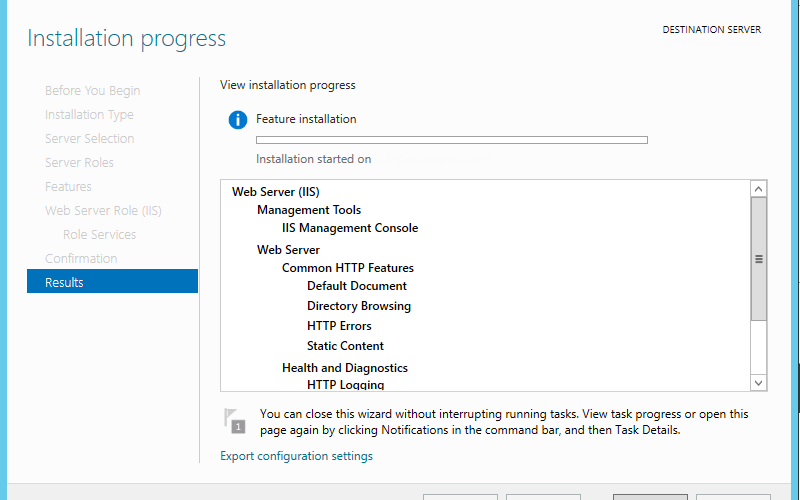 Installation progress
DESTINATION SERVER
Before You Begin
Installation Type
Server Selection
Server Roles
Features
Web Server Role (IIS)
Role Services
Confirmation
Results
View installation progress
Feature installation
Installation started on
Web Server (IIS)
Management Tools
IIS Management Console
Web Server
Common HTTP Features
Default Document
Directory Browsing
HTTP Errors
Static Content
Health and Diagnostics
HTTP Logging
1
You can close this wizard without interrupting running tasks. View task progress or open this
page again by clicking Notifications in the command bar, and then Task Details.
Export configuration settings